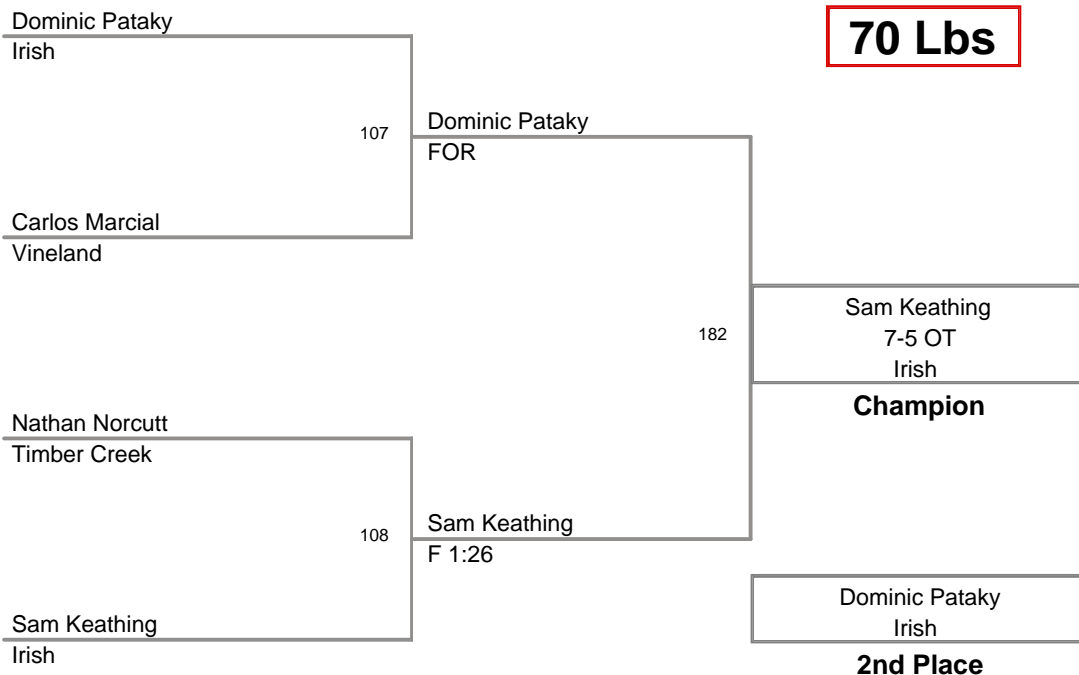 Dominic Pataky
Irish
70 Lbs
107
Dominic Pataky
FOR
Carlos Marcial
Vineland
182
Sam Keathing
7-5 OT
Irish
Champion
Nathan Norcutt
Timber Creek
108
Sam Keathing
F 1:26
Sam Keathing
Irish
Dominic Pataky
Irish
2nd Place